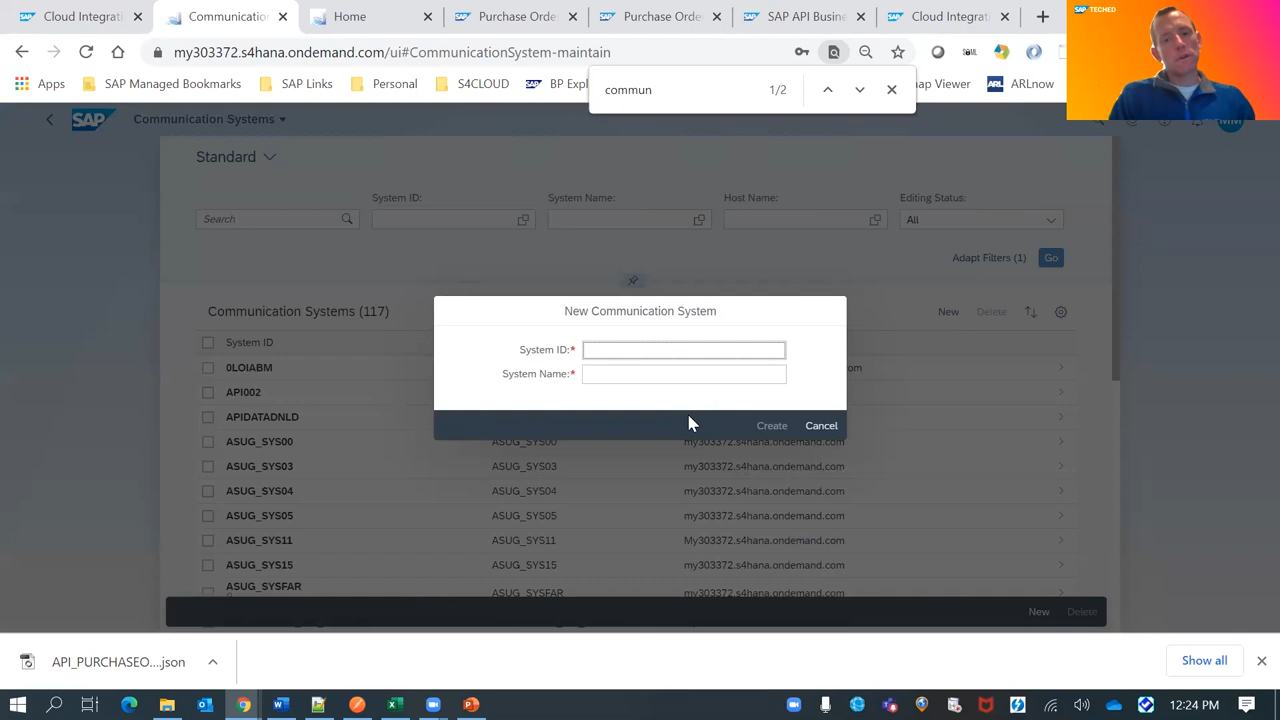 Cloud Integrati
Communication
Home
Purchase Orde
Purchase Orde
SAP API Busine
Cloud Integrati
SAP TECHED
my303372.s4hana.ondemand.com/ui#CommunicationSystem-maintain
SAML
Apps
SAP Managed Bookmarks
SAP Links
Personal
S4CLOUD
SAP
BP Expl
commun
1/2
ap Viewer
ARL
ARLnow
SAP
Communication Systems
MM
Standard
System ID:
System Name:
Host Name:
Editing Status:
Search
All
Adapt Filters (1)
Go
Communication Systems (117)
New
Delete
New Communication System
System ID:*
System Name:*
Create
Cancel
System ID
0LOIABM
om
API002
APIDATADNLD
ASUG_SYS00
ASUG_SYS00
my303372.s4hana.ondemand.com
ASUG_SYS03
ASUG_SYS03
my303372.s4hana.ondemand.com
ASUG_SYS04
ASUG_SYS04
my303372.s4hana.ondemand.com
ASUG_SYS05
ASUG_SYS05
my303372.s4hana.ondemand.com
ASUG_SYS11
ASUG_SYS11
My303372.s4hana.ondemand.com
ASUG_SYS15
ASUG_SYS15
my303372.s4hana.ondemand.com
ASUG_SYSFAR
ASUG_SYSFAR
my303372.s4hana.ondemand.com
New
Delete
API_PURCHASEO....json
Show all
12:24 PM